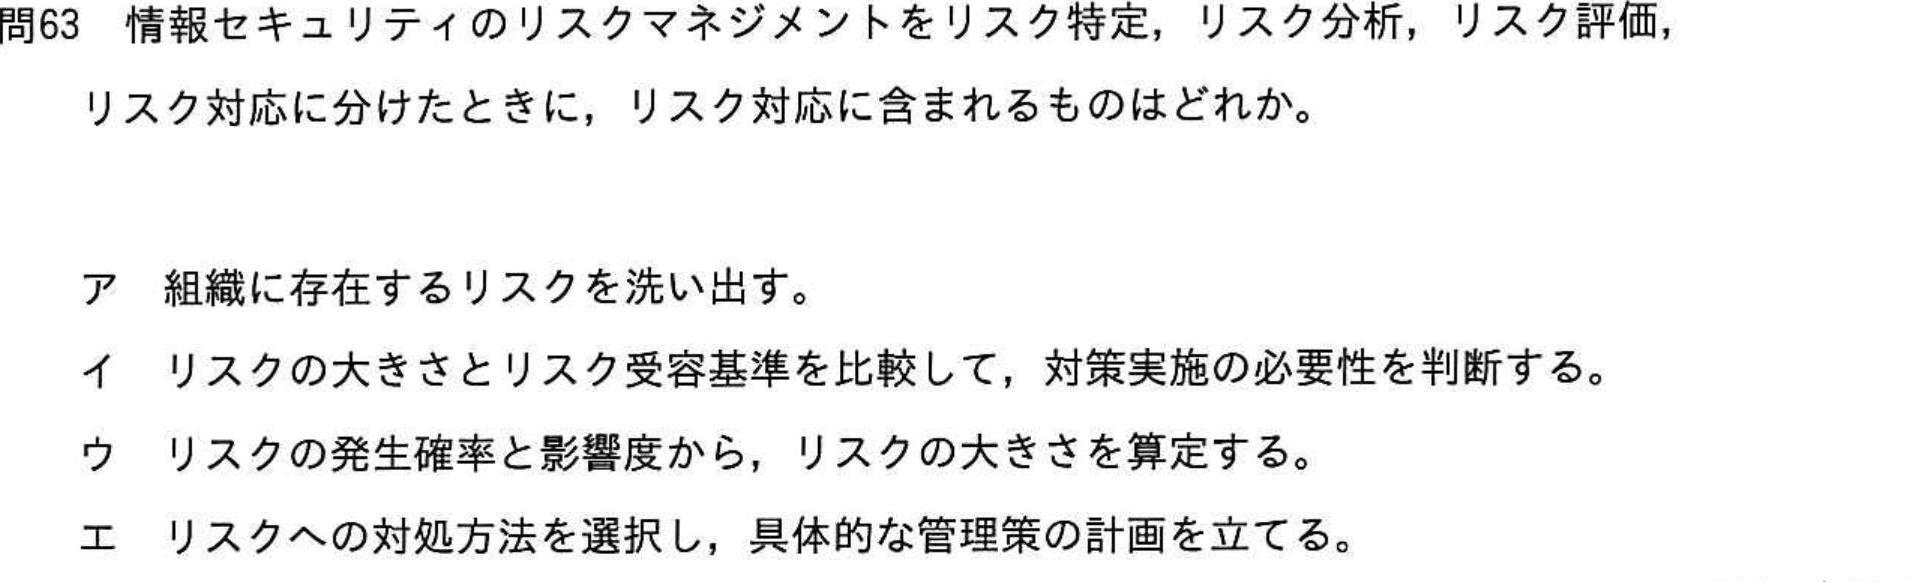 問63 情報セキュリティのリスクマネジメントをリスク特定，リスク分析，リスク評価，
リスク対応に分けたときに，リスク対応に含まれるものはどれか。
ア 組織に存在するリスクを洗い出す。
イ リスクの大きさとリスク受容基準を比較して，対策実施の必要性を判断する。
ウ リスクの発生確率と影響度から，リスクの大きさを算定する。
エ リスクへの対処方法を選択し，具体的な管理策の計画を立てる。